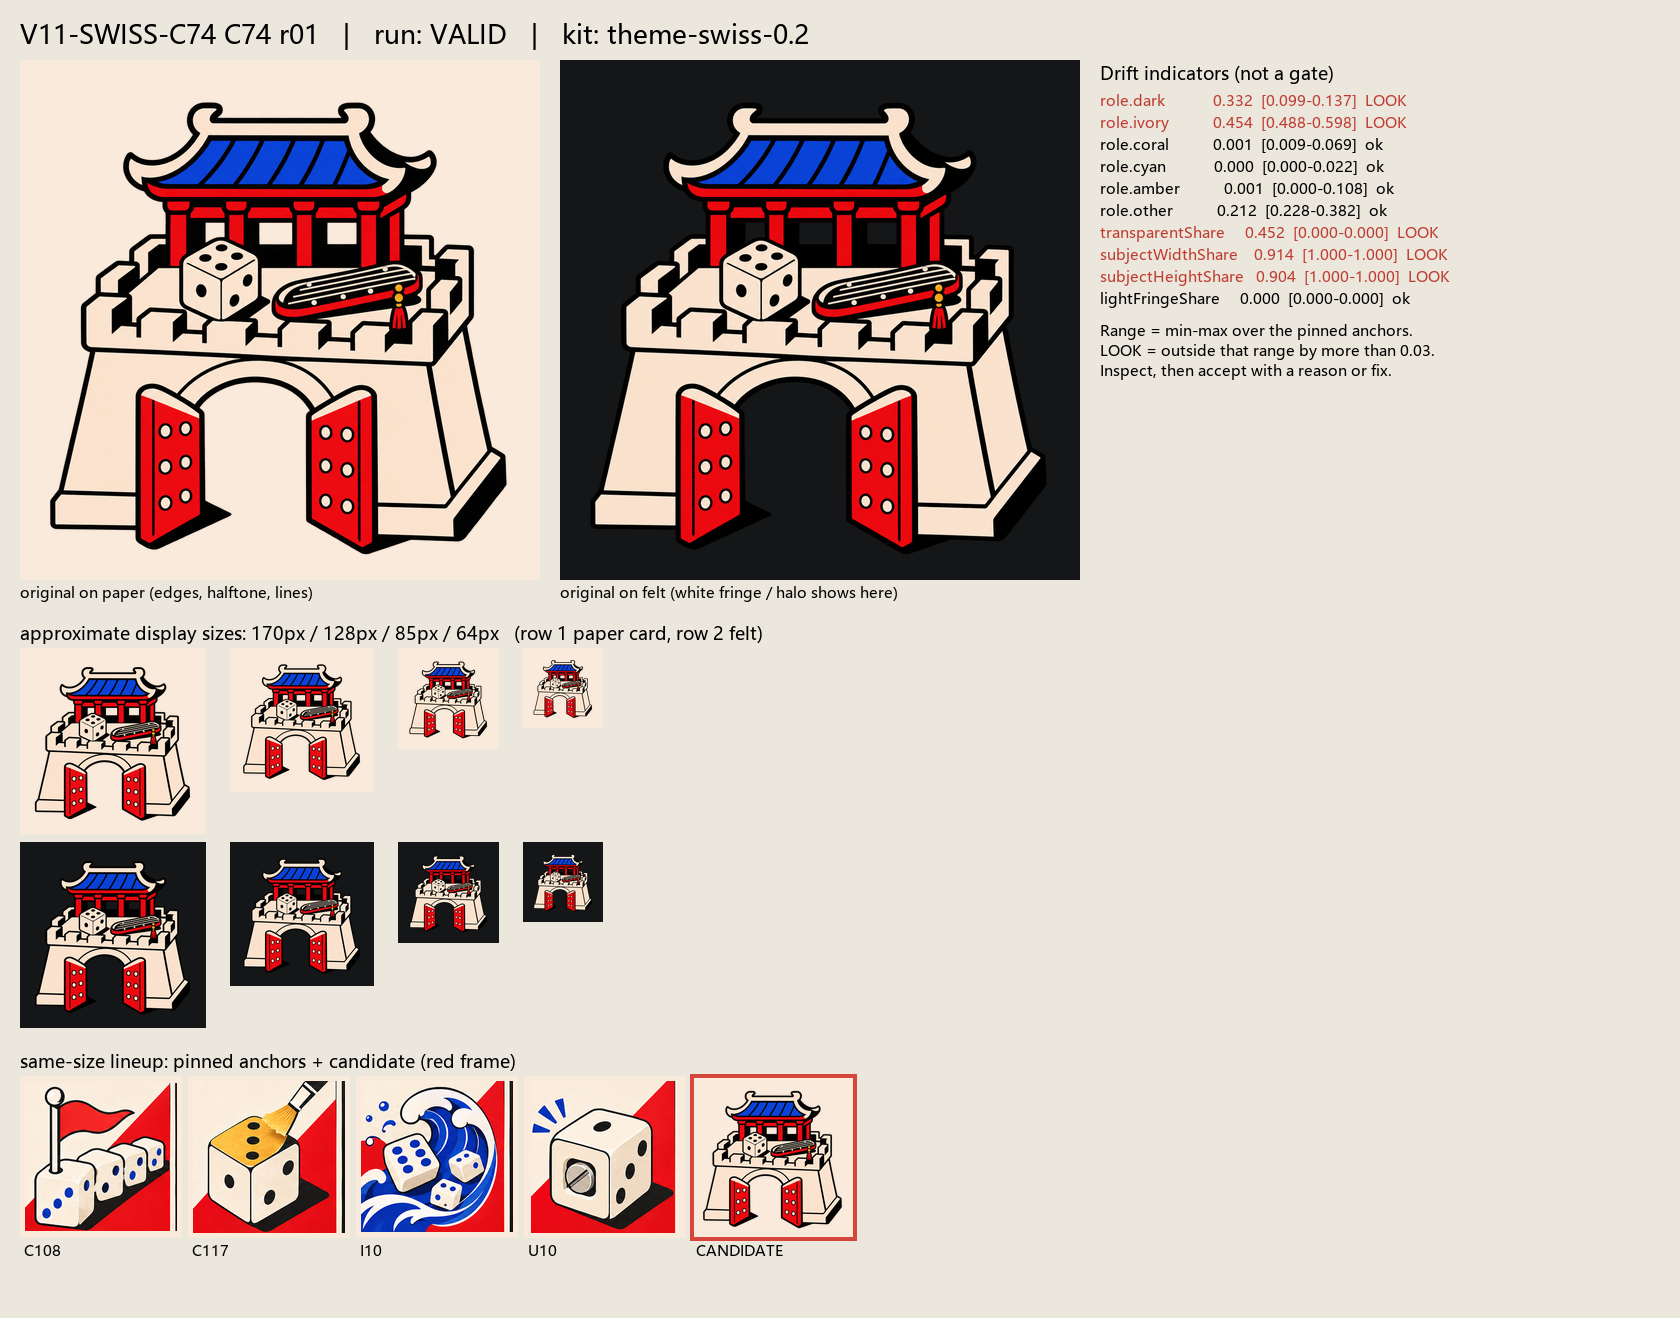 V11-SWISS-C74 C74 r01 | run: VALID | kit: theme-swiss-0.2
Drift indicators (not a gate)
role.dark 0.332 [0.099-0.137] LOOK
role.ivory 0.454 [0.488-0.598] LOOK
role.coral 0.001 [0.009-0.069] ok
role.cyan 0.000 [0.000-0.022] ok
role.amber 0.001 [0.000-0.108] ok
role.other 0.212 [0.228-0.382] ok
transparentShare 0.452 [0.000-0.000] LOOK
subjectWidthShare 0.914 [1.000-1.000] LOOK
subjectHeightShare 0.904 [1.000-1.000] LOOK
lightFringeShare 0.000 [0.000-0.000] ok
Range = min-max over the pinned anchors.
LOOK = outside that range by more than 0.03.
Inspect, then accept with a reason or fix.
original on paper (edges, halftone, lines)
original on felt (white fringe / halo shows here)
approximate display sizes: 170px / 128px / 85px / 64px (row 1 paper card, row 2 felt)
same-size lineup: pinned anchors + candidate (red frame)
C108
C117
I10
U10
CANDIDATE